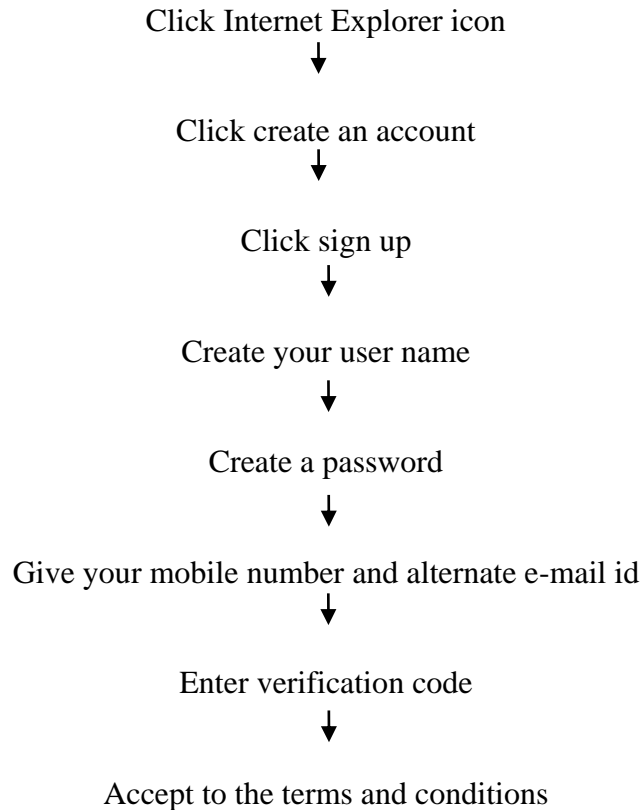 Click Internet Explorer icon
Click create an account
Click sign up
Create your user name
Create a password
Give your mobile number and alternate e-mail id
Enter verification code
Accept to the terms and conditions